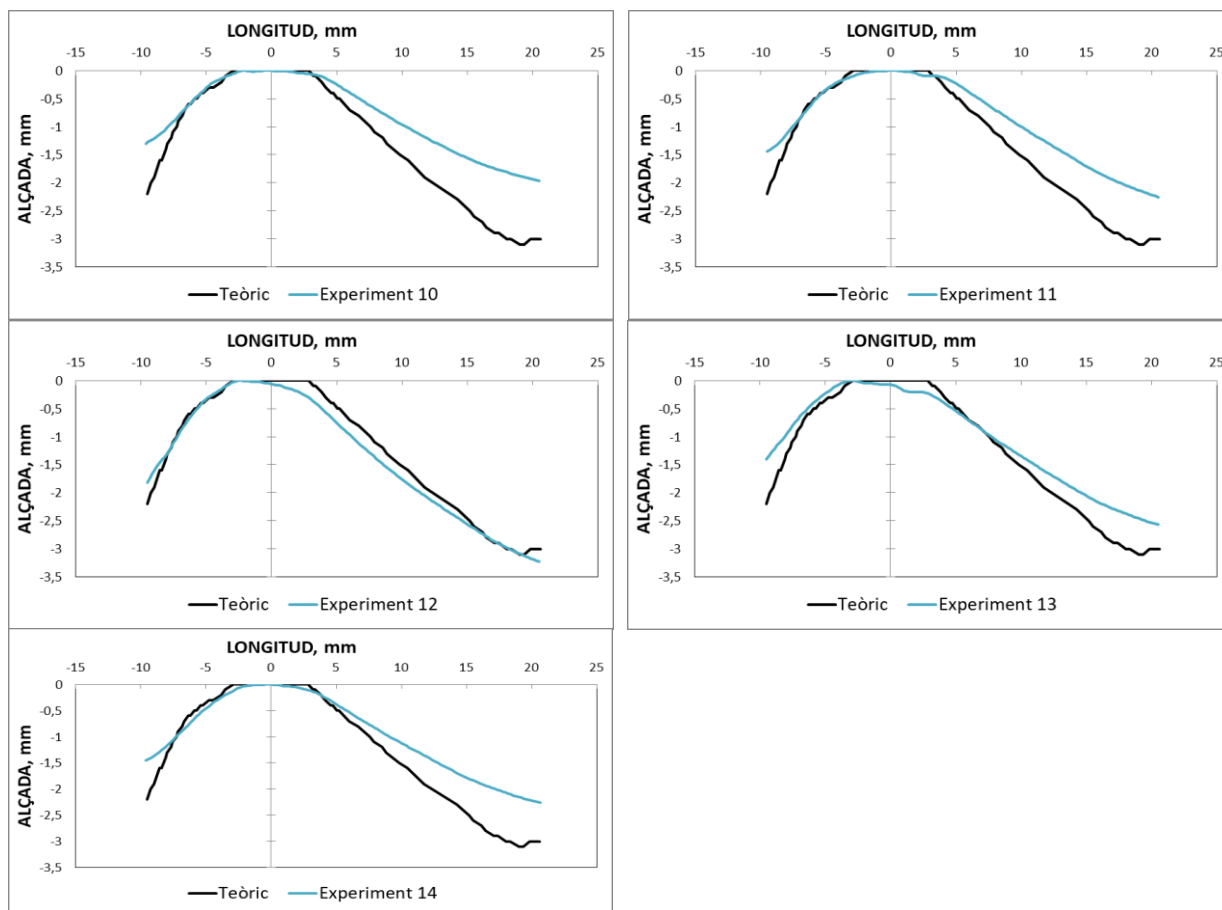 LONGITUD, mm
-15 -10 -5 0 5 10 15 20 25
0
-0,5
-1
-1,5
-2
-2,5
-3
-3,5
ALÇADA, mm
Teòric Experiment 10
LONGITUD, mm
-15 -10 -5 0 5 10 15 20 25
0
-0,5
-1
-1,5
-2
-2,5
-3
-3,5
ALÇADA, mm
Teòric Experiment 11
LONGITUD, mm
-15 -10 -5 0 5 10 15 20 25
0
-0,5
-1
-1,5
-2
-2,5
-3
-3,5
ALÇADA, mm
Teòric Experiment 12
LONGITUD, mm
-15 -10 -5 0 5 10 15 20 25
0
-0,5
-1
-1,5
-2
-2,5
-3
-3,5
ALÇADA, mm
Teòric Experiment 13
LONGITUD, mm
-15 -10 -5 0 5 10 15 20 25
0
-0,5
-1
-1,5
-2
-2,5
-3
-3,5
ALÇADA, mm
Teòric Experiment 14